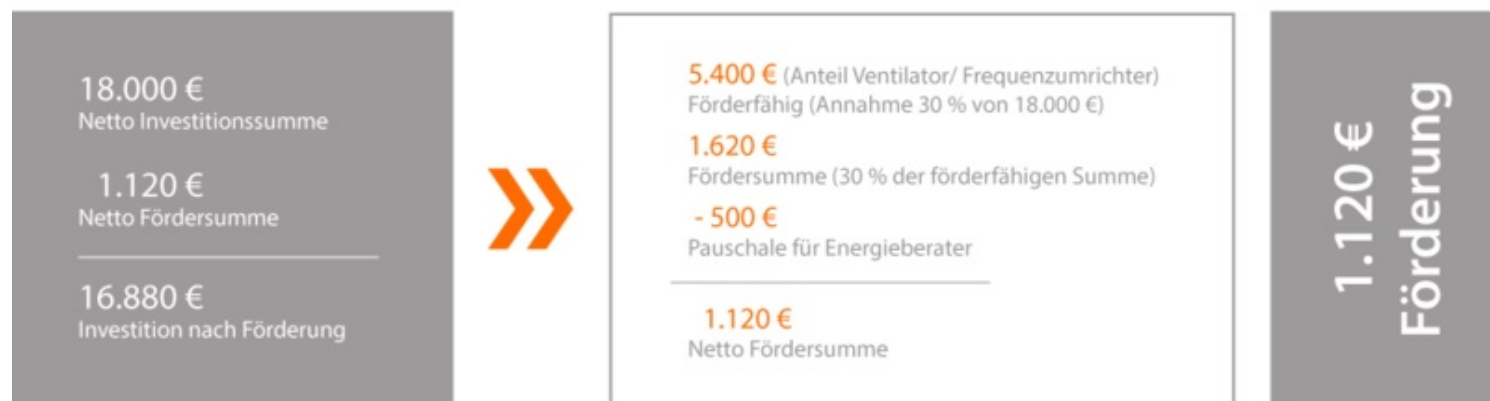 18.000 €
Netto Investitionssumme
1.120 €
Netto Fördersumme
16.880 €
Investition nach Förderung
5.400 € (Anteil Ventilator/ Frequenzumrichter)
Förderfähig (Annahme 30 % von 18.000 €)
1.620 €
Fördersumme (30 % der förderfähigen Summe)
- 500 €
Pauschale für Energieberater
1.120 €
Netto Fördersumme
1.120 €
Förderung